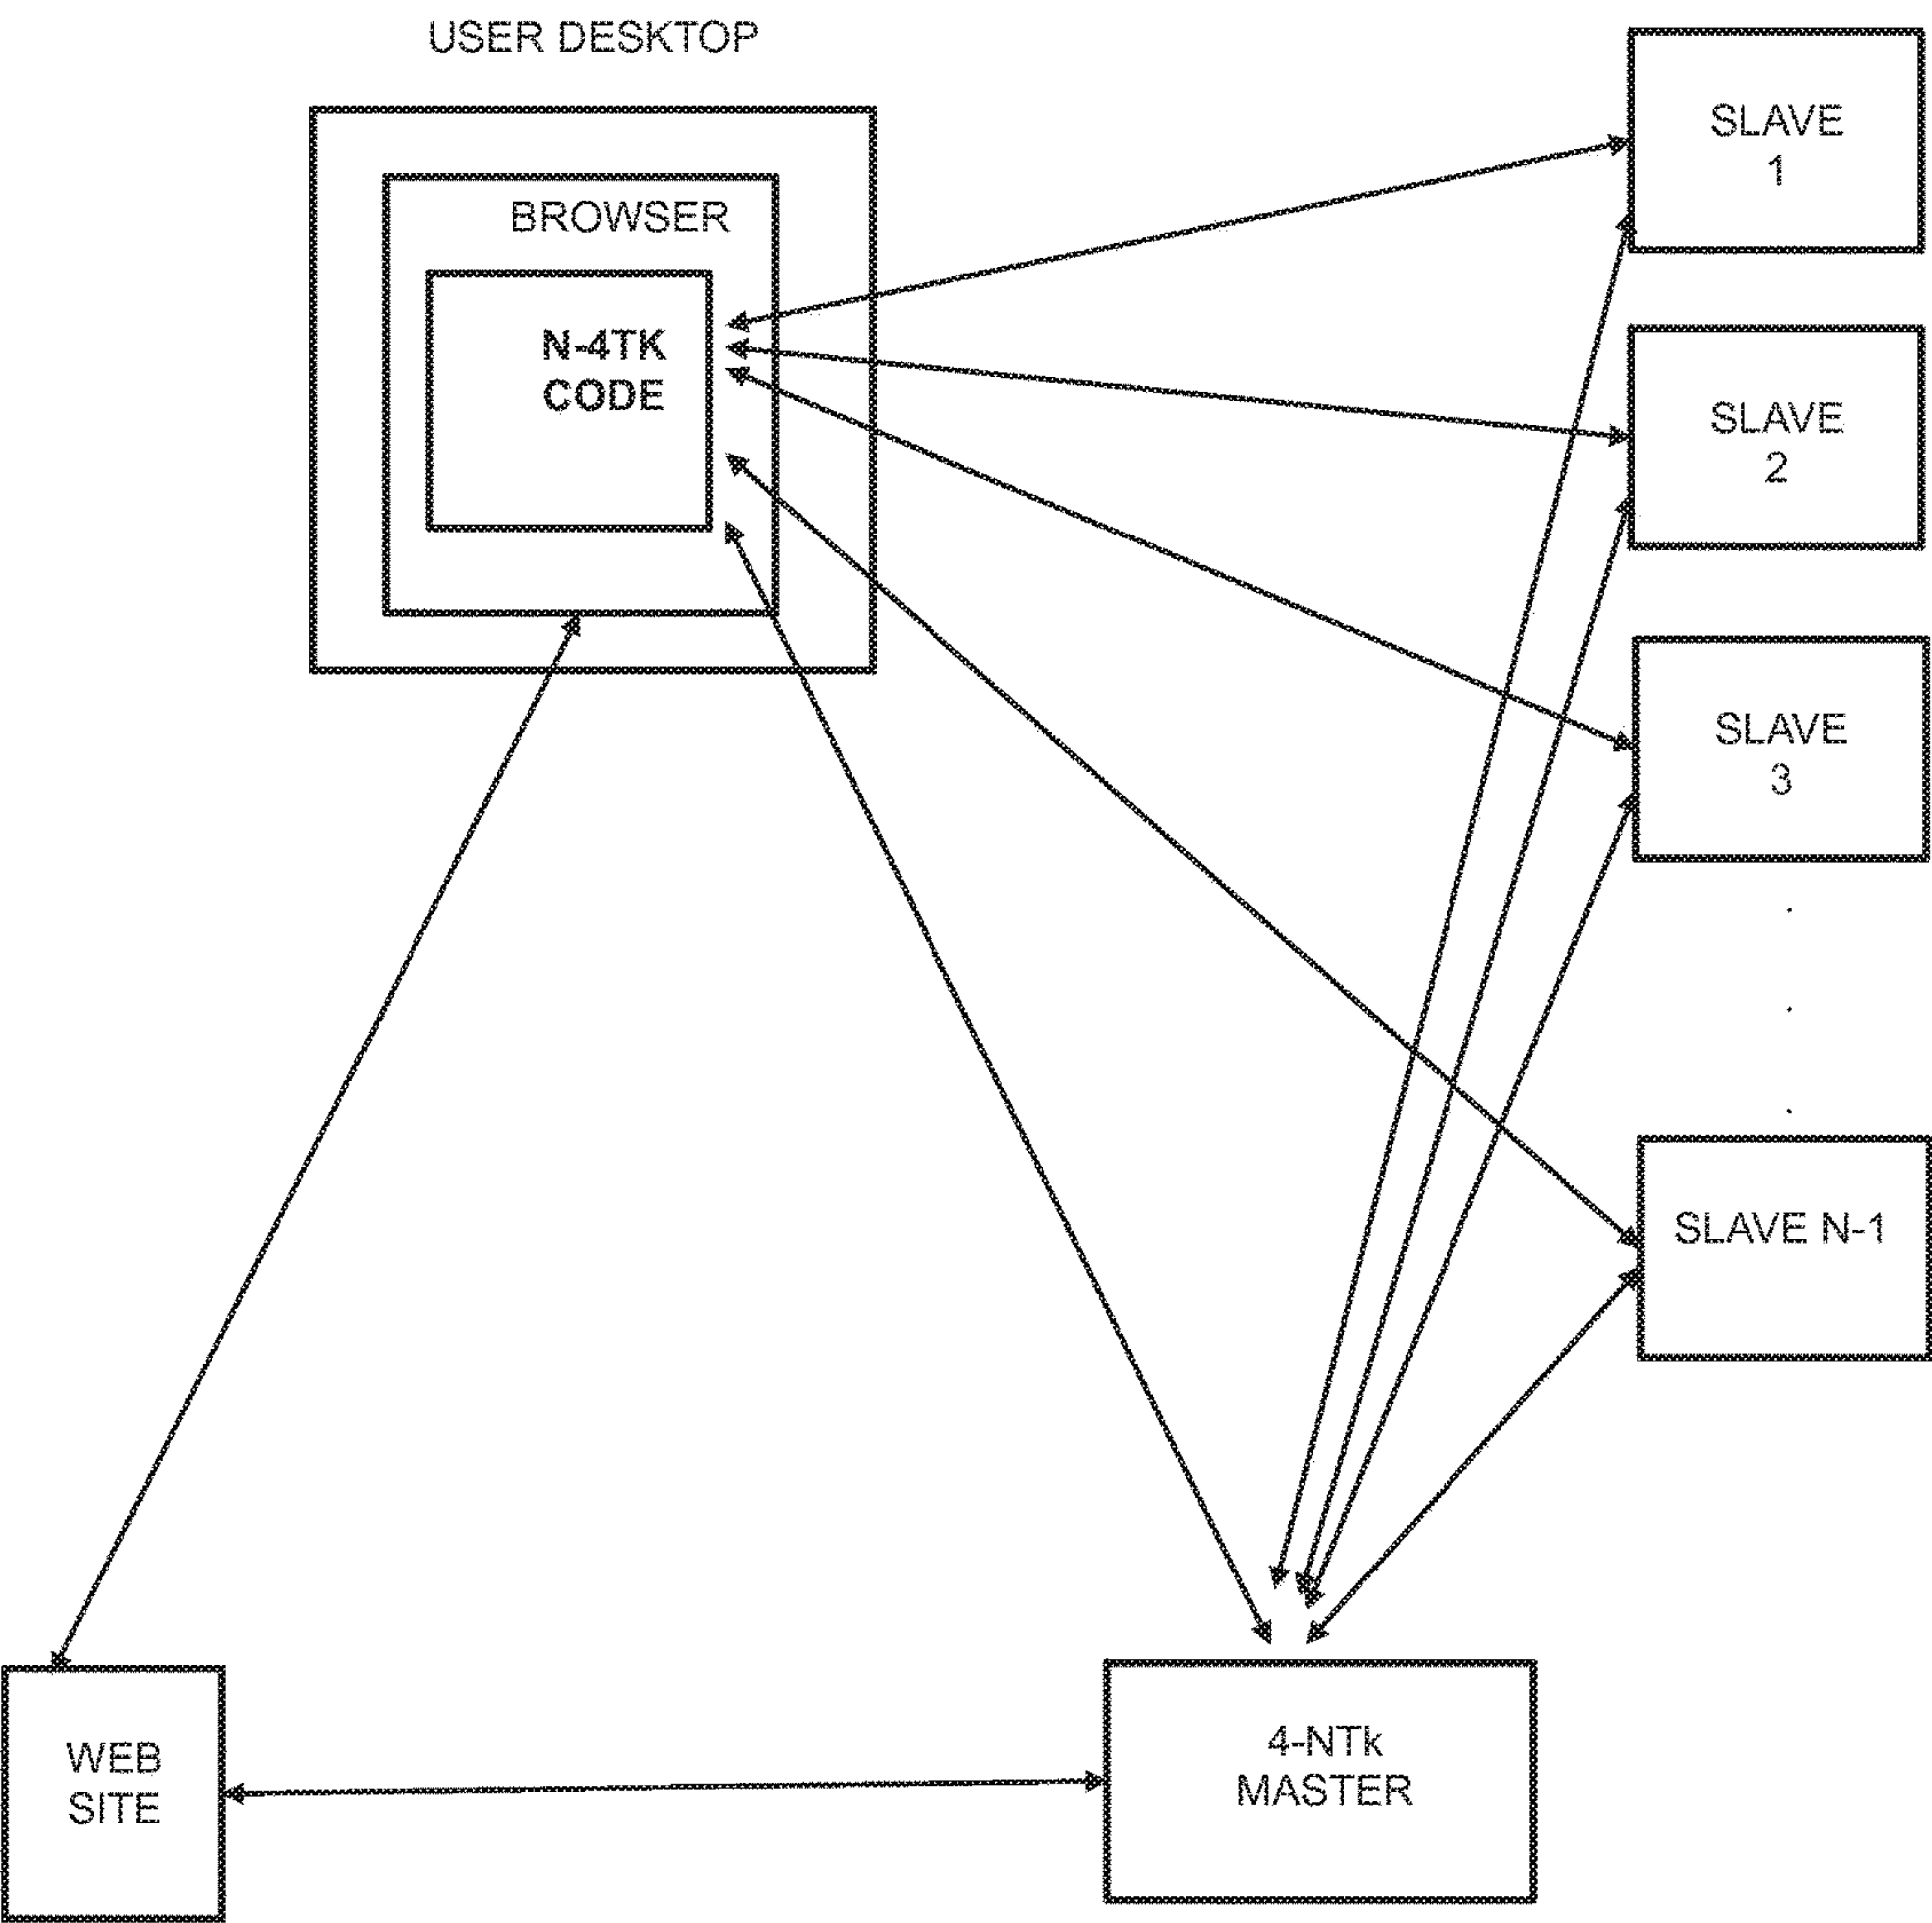 USER DESKTOP
BROWSER
N-4TK
CODE
SLAVE
1
SLAVE
2
SLAVE
3
.
.
.
SLAVE N-1
WEB
SITE
4-NTk
MASTER